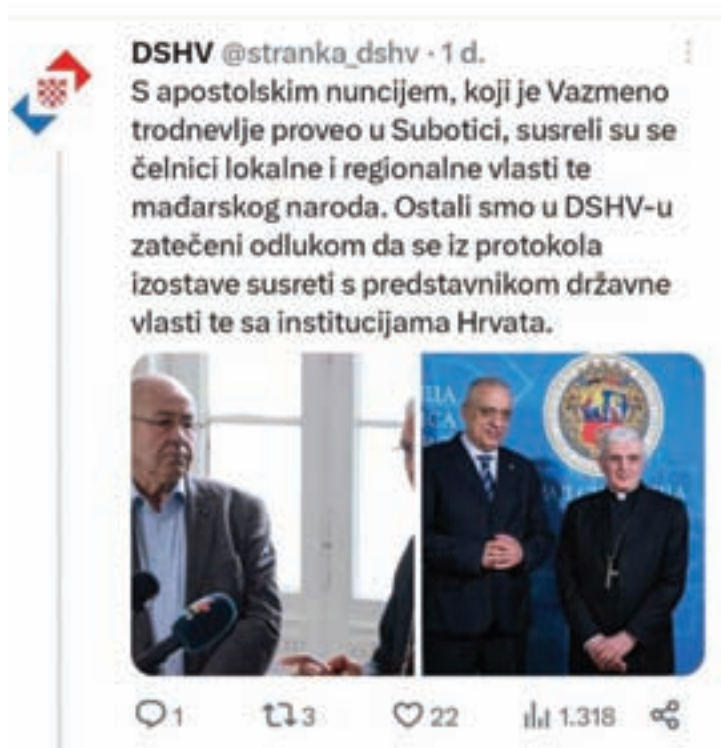 DSHV @stranka_dshv · 1 d.
S apostolskim nuncijem, koji je Vazmeno
trodnevlje proveo u Subotici, susreli su se
čelnici lokalne i regionalne vlasti te
mađarskog naroda. Ostali smo u DSHV-u
zatečeni odlukom da se iz protokola
izostave susreti s predstavnikom državne
vlasti te sa institucijama Hrvata.
1 3 22 1.318